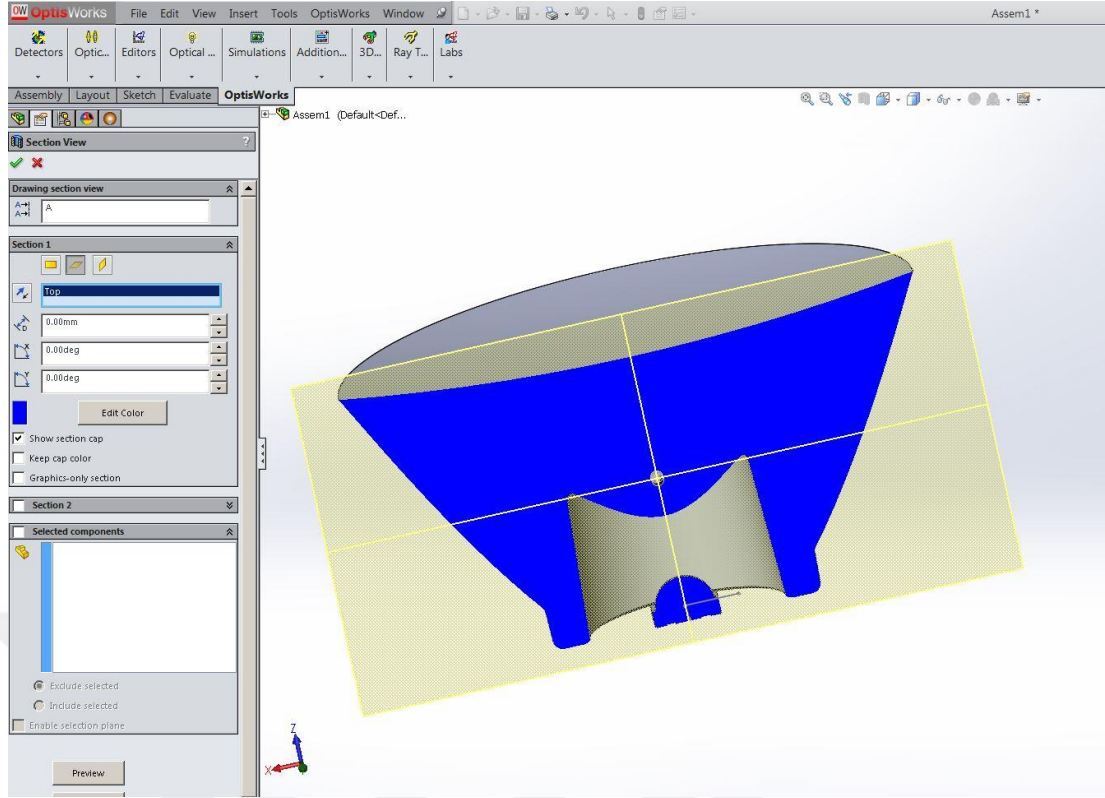 OW OptisWorks File Edit View Insert Tools OptisWorks Window Assem1 *
Detectors Optic... Editors Optical ... Simulations Addition... 3D... Ray T... Labs
Assembly Layout Sketch Evaluate OptisWorks
Assem1 (Default<Def...
Section View ?
Drawing section view
A
Section 1
Top
0.00mm
0.00deg
0.00deg
Edit Color
Show section cap
Keep cap color
Graphics-only section
Section 2
Selected components
Exclude selected
Include selected
Enable selection plane
Preview
Z
X